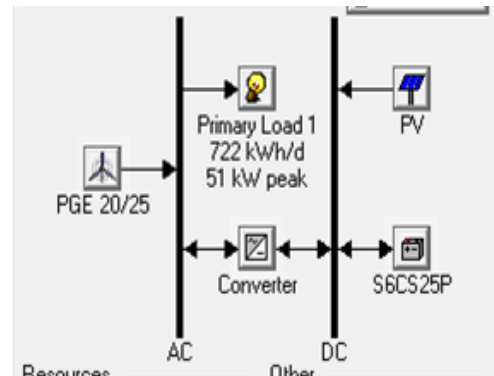 Primary Load 1
722 kWh/d
51 kW peak
PV
PGE 20/25
Converter
S6CS25P
AC
DC
Resources
Other